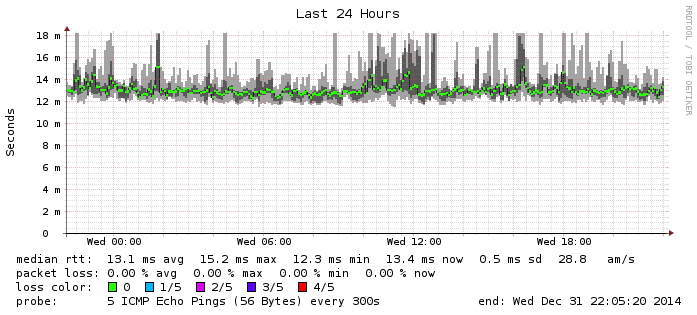 Last 24 Hours
RRDTOOL / TOBI OETIKER
Seconds
18 m
16 m
14 m
12 m
10 m
8 m
6 m
4 m
2 m
0
Wed 00:00 Wed 06:00 Wed 12:00 Wed 18:00
median rtt: 13.1 ms avg 15.2 ms max 12.3 ms min 13.4 ms now 0.5 ms sd 28.8 am/s
packet loss: 0.00 % avg 0.00 % max 0.00 % min 0.00 % now
loss color: 0 1/5 2/5 3/5 4/5
probe: 5 ICMP Echo Pings (56 Bytes) every 300s end: Wed Dec 31 22:05:20 2014